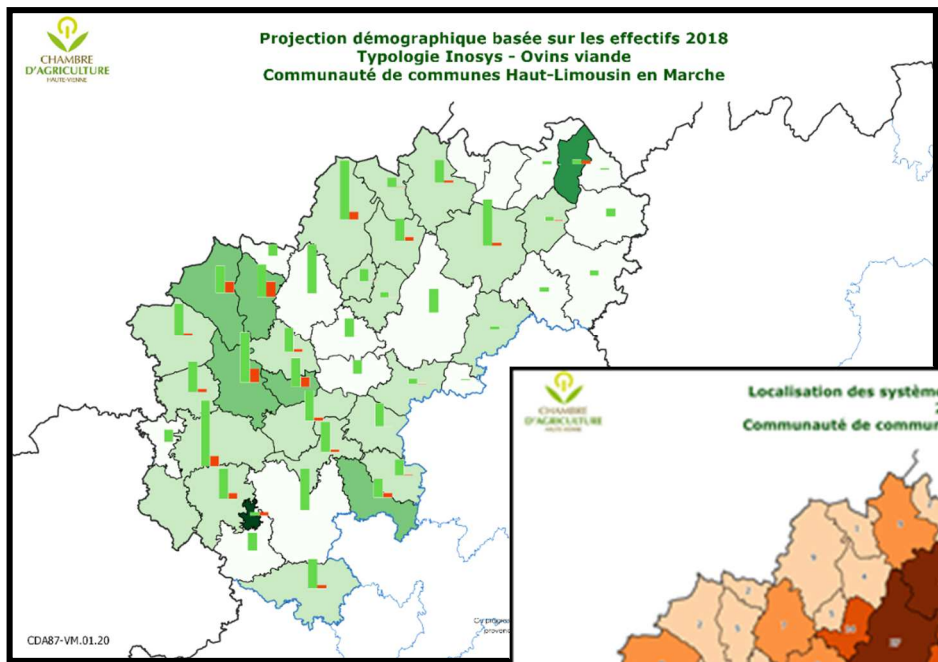 CHAMBRE
D'AGRICULTURE
HAUTE-VIENNE
Projection démographique basée sur les effectifs 2018
Typologie Inosys - Ovins viande
Communauté de communes Haut-Limousin en Marche
CDA87-VM.01.20
CHAMBRE
D'AGRICULTURE
HAUTE-VIENNE
Localisation des systèm
2
Communauté de commun